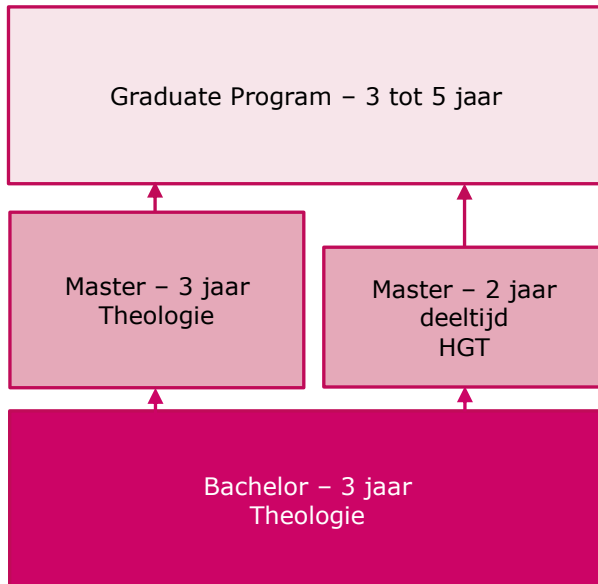 Graduate Program – 3 tot 5 jaar
Master – 3 jaar
Theologie
Master – 2 jaar
deeltijd
HGT
Bachelor – 3 jaar
Theologie